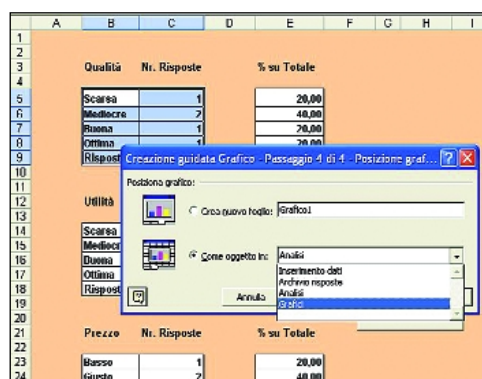 A B C D E F G H I
1
2
3 Qualità Nr. Risposte % su Totale
4
5 Scarsa 1 20,00
6 Mediocre 2 40,00
7 Buona 1 20,00
8 Ottima 1 20,00
9 Rispost
Creazione guidata Grafico - Passaggio 4 di 4 - Posizione graf...
10
11
Posiziona grafico:
12 Utilità
13
Crea nuovo foglio: Grafico1
14 Scarsa
15 Mediocr
16 Buona
Come oggetto in: Analisi
17 Ottima
Inserimento dati
Archivio risposte
18 Rispost
Analisi
Grafici
Annulla
19
20
21 Prezzo Nr. Risposte % su Totale
22
23 Basso 1 20,00
24 Giusto 2 40,00